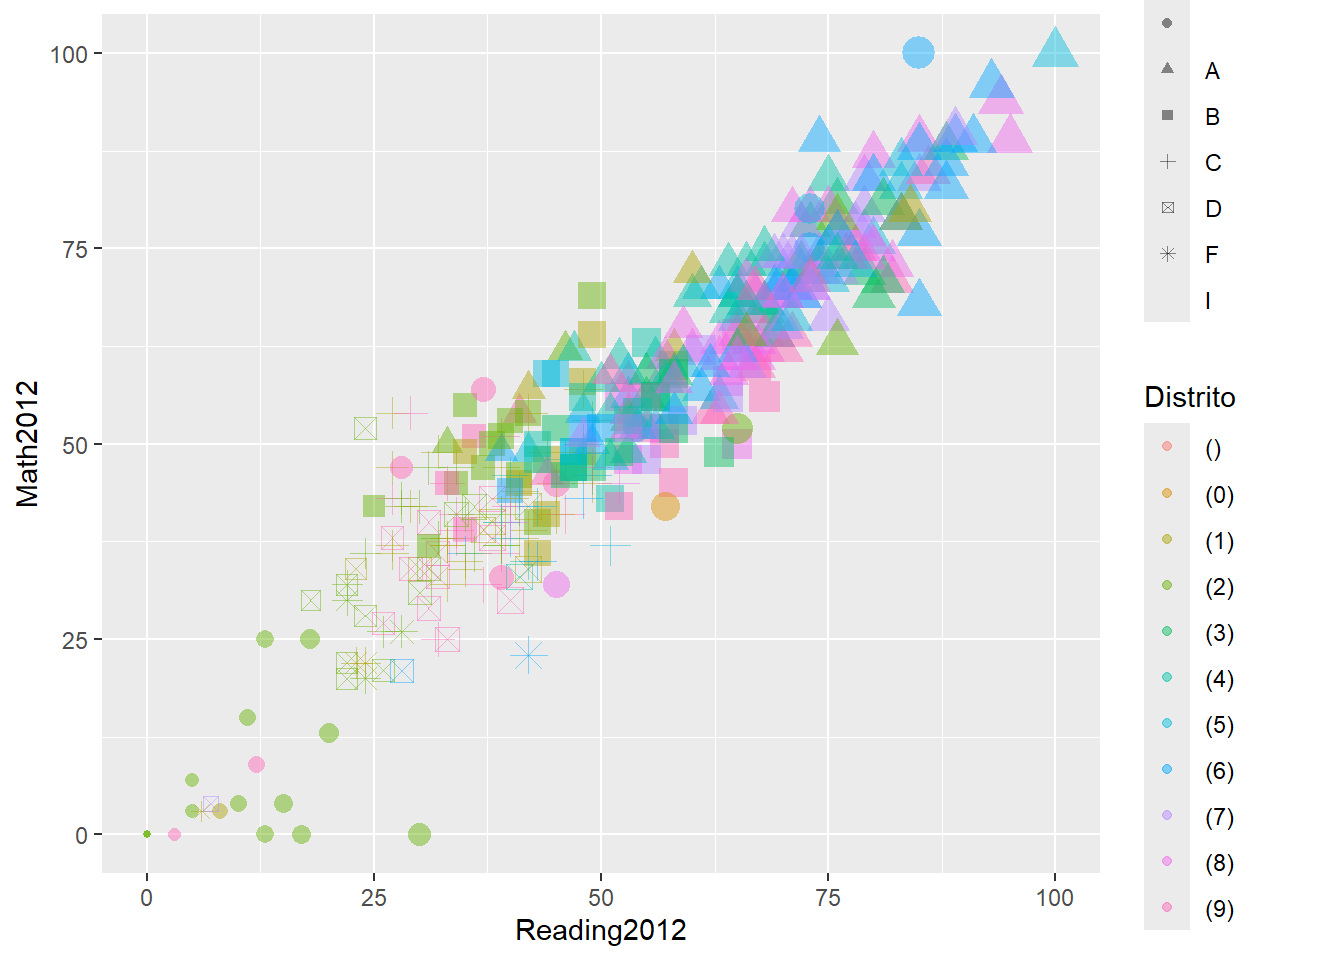 100
75
50
25
0
Math2012
0
25
50
75
100
Reading2012
A
B
C
D
F
I
Distrito
()
(0)
(1)
(2)
(3)
(4)
(5)
(6)
(7)
(8)
(9)